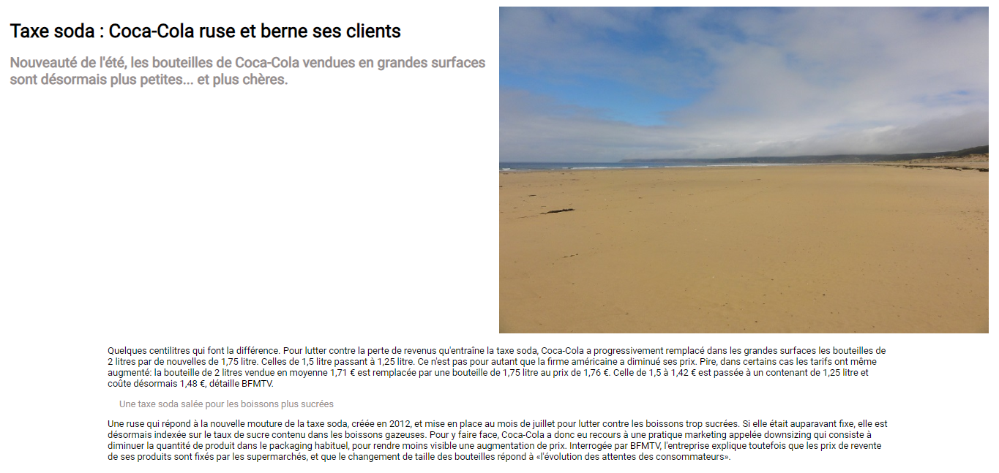 Taxe soda : Coca-Cola ruse et berne ses clients
Nouveauté de l'été, les bouteilles de Coca-Cola vendues en grandes surfaces
sont désormais plus petites... et plus chères.
Quelques centilitres qui font la différence. Pour lutter contre la perte de revenus qu'entraîne la taxe soda, Coca-Cola a progressivement remplacé dans les grandes surfaces les bouteilles de
2 litres par de nouvelles de 1,75 litre. Celles de 1,5 litre passant à 1,25 litre. Ce n'est pas pour autant que la firme américaine a diminué ses prix. Pire, dans certains cas les tarifs ont même
augmenté: la bouteille de 2 litres vendue en moyenne 1,71 € est remplacée par une bouteille de 1,75 litre au prix de 1,76 €. Celle de 1,5 à 1,42 € est passée à un contenant de 1,25 litre et
coûte désormais 1,48 €, détaille BFMTV.
Une taxe soda salée pour les boissons plus sucrées
Une ruse qui répond à la nouvelle mouture de la taxe soda, créée en 2012, et mise en place au mois de juillet pour lutter contre les boissons trop sucrées. Si elle était auparavant fixe, elle est
désormais indexée sur le taux de sucre contenu dans les boissons gazeuses. Pour y faire face, Coca-Cola a donc eu recours à une pratique marketing appelée downsizing qui consiste à
diminuer la quantité de produit dans le packaging habituel, pour rendre moins visible une augmentation de prix. Interrogée par BFMTV, l'entreprise explique toutefois que les prix de revente
de ses produits sont fixés par les supermarchés, et que le changement de taille des bouteilles répond à «l'évolution des attentes des consommateurs».